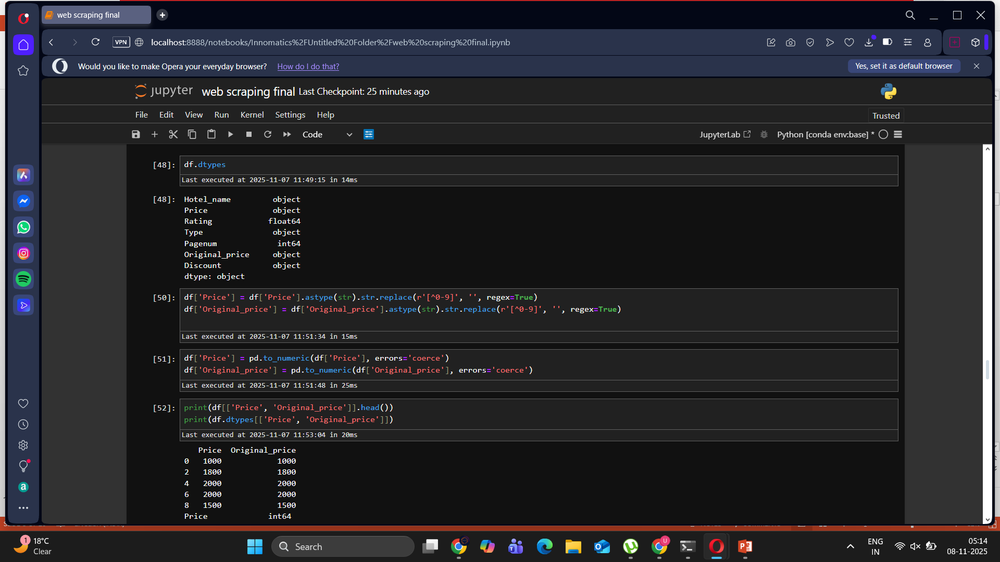 web scraping final
VPN
localhost:8888/notebooks/Innomatics%2FUntitled%20Folder%2Fweb%20scraping%20final.ipynb
Would you like to make Opera your everyday browser? How do I do that?
Yes, set it as default browser
jupyter web scraping final Last Checkpoint: 25 minutes ago
File Edit View Run Kernel Settings Help
Trusted
Code
JupyterLab
Python [conda env:base] *
[48]: df.dtypes
Last executed at 2025-11-07 11:49:15 in 14ms
[48]: Hotel_name object
Price object
Rating float64
Type object
Pagenum int64
Original_price object
Discount object
dtype: object
[50]: df['Price'] = df['Price'].astype(str).str.replace(r'[^0-9]', '', regex=True)
df['Original_price'] = df['Original_price'].astype(str).str.replace(r'[^0-9]', '', regex=True)
Last executed at 2025-11-07 11:51:34 in 15ms
[51]: df['Price'] = pd.to_numeric(df['Price'], errors='coerce')
df['Original_price'] = pd.to_numeric(df['Original_price'], errors='coerce')
Last executed at 2025-11-07 11:51:48 in 25ms
[52]: print(df[['Price', 'Original_price']].head())
print(df.dtypes[['Price', 'Original_price']])
Last executed at 2025-11-07 11:53:04 in 20ms
Price Original_price
0 1000 1000
2 1800 1800
4 2000 2000
6 2000 2000
8 1500 1500
Price int64
1
18°C
Clear
Search
ENG
IN
05:14
08-11-2025